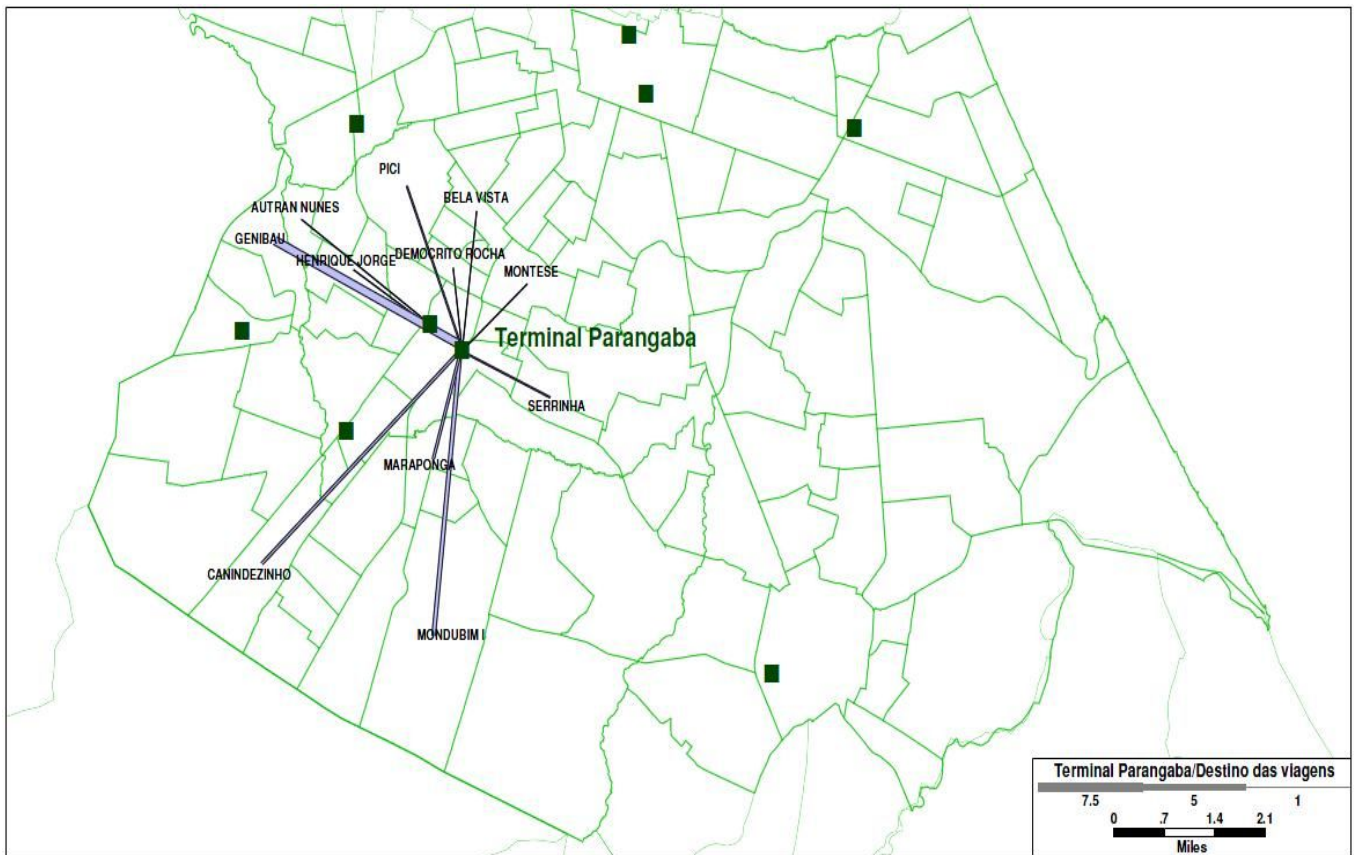 PICI
BELA VISTA
AUTRAN NUNES
GENIBAU
HENRIQUE JORGE
DEMOCRITO ROCHA
MONTESE
Terminal Parangaba
SERRINHA
MARAPONGA
CANINDEZINHO
MONDUBIM I
Terminal Parangaba/Destino das viagens
7.5 5 1
0 .7 1.4 2.1
Miles